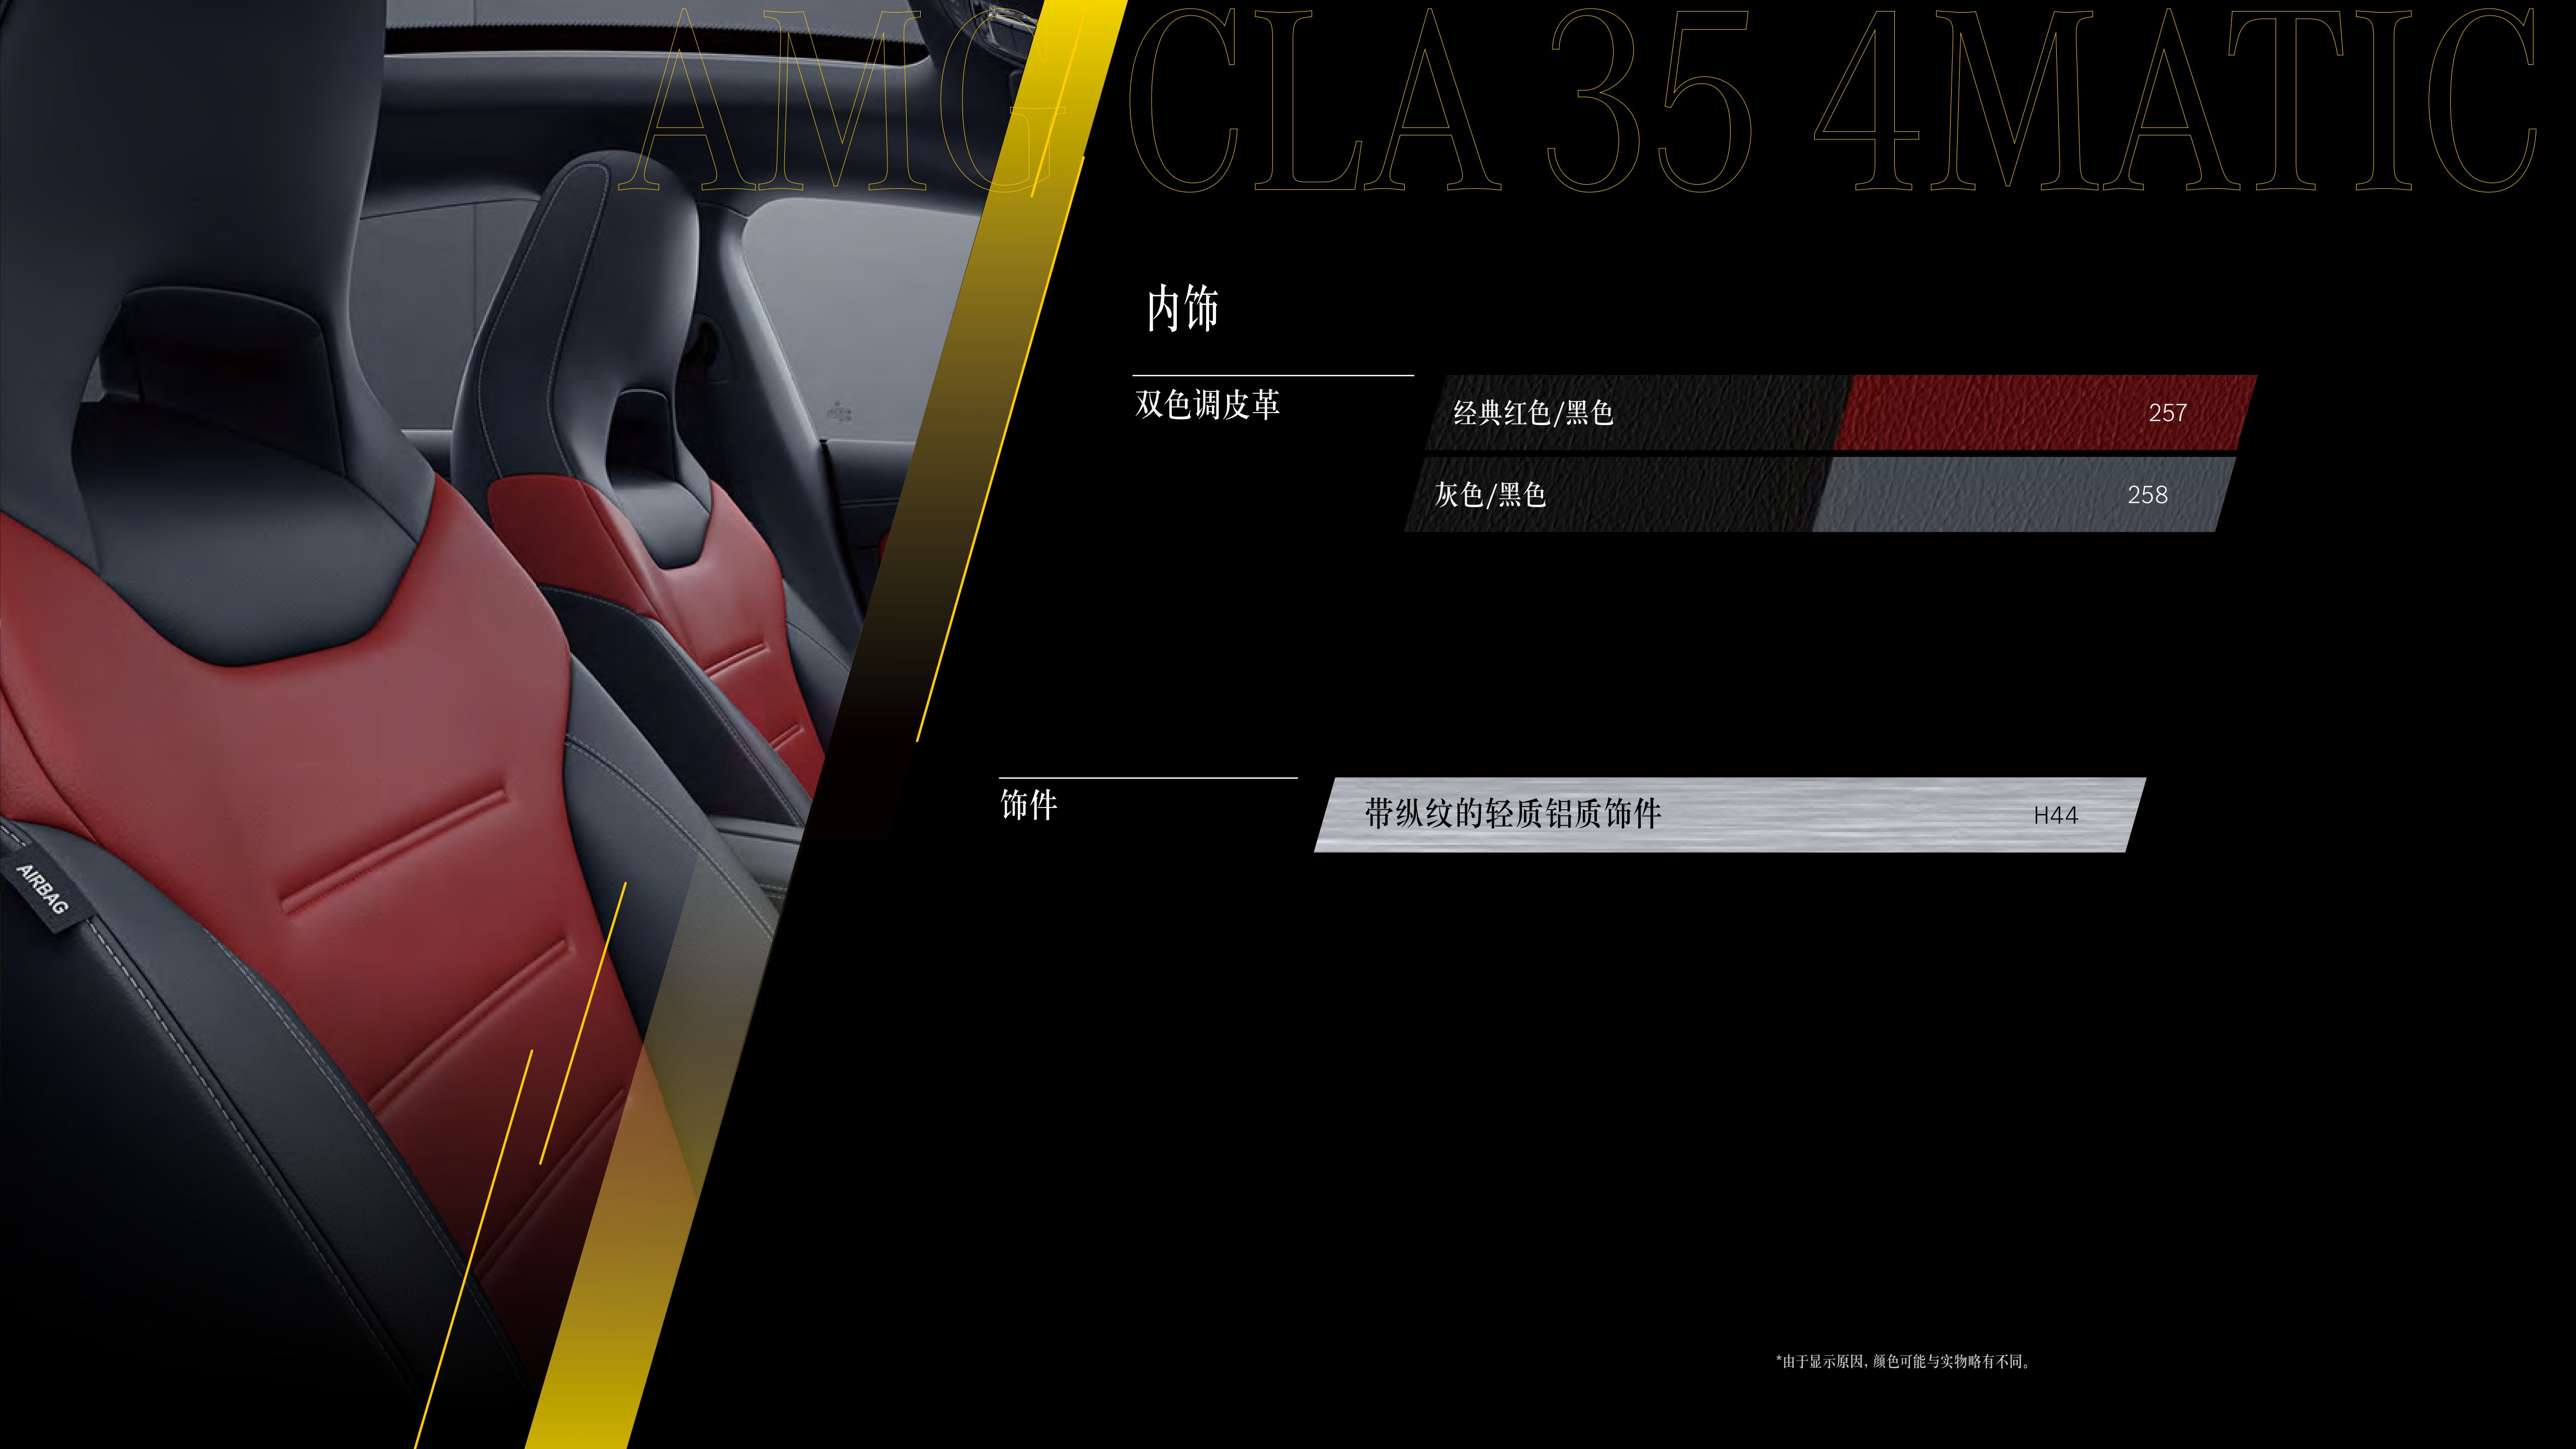 AMG CLA 35 4MATIC
内饰
双色调皮革
经典红色/黑色 257
灰色/黑色 258
饰件
带纵纹的轻质铝质饰件 H44
AIRBAG
*由于显示原因, 颜色可能与实物略有不同。